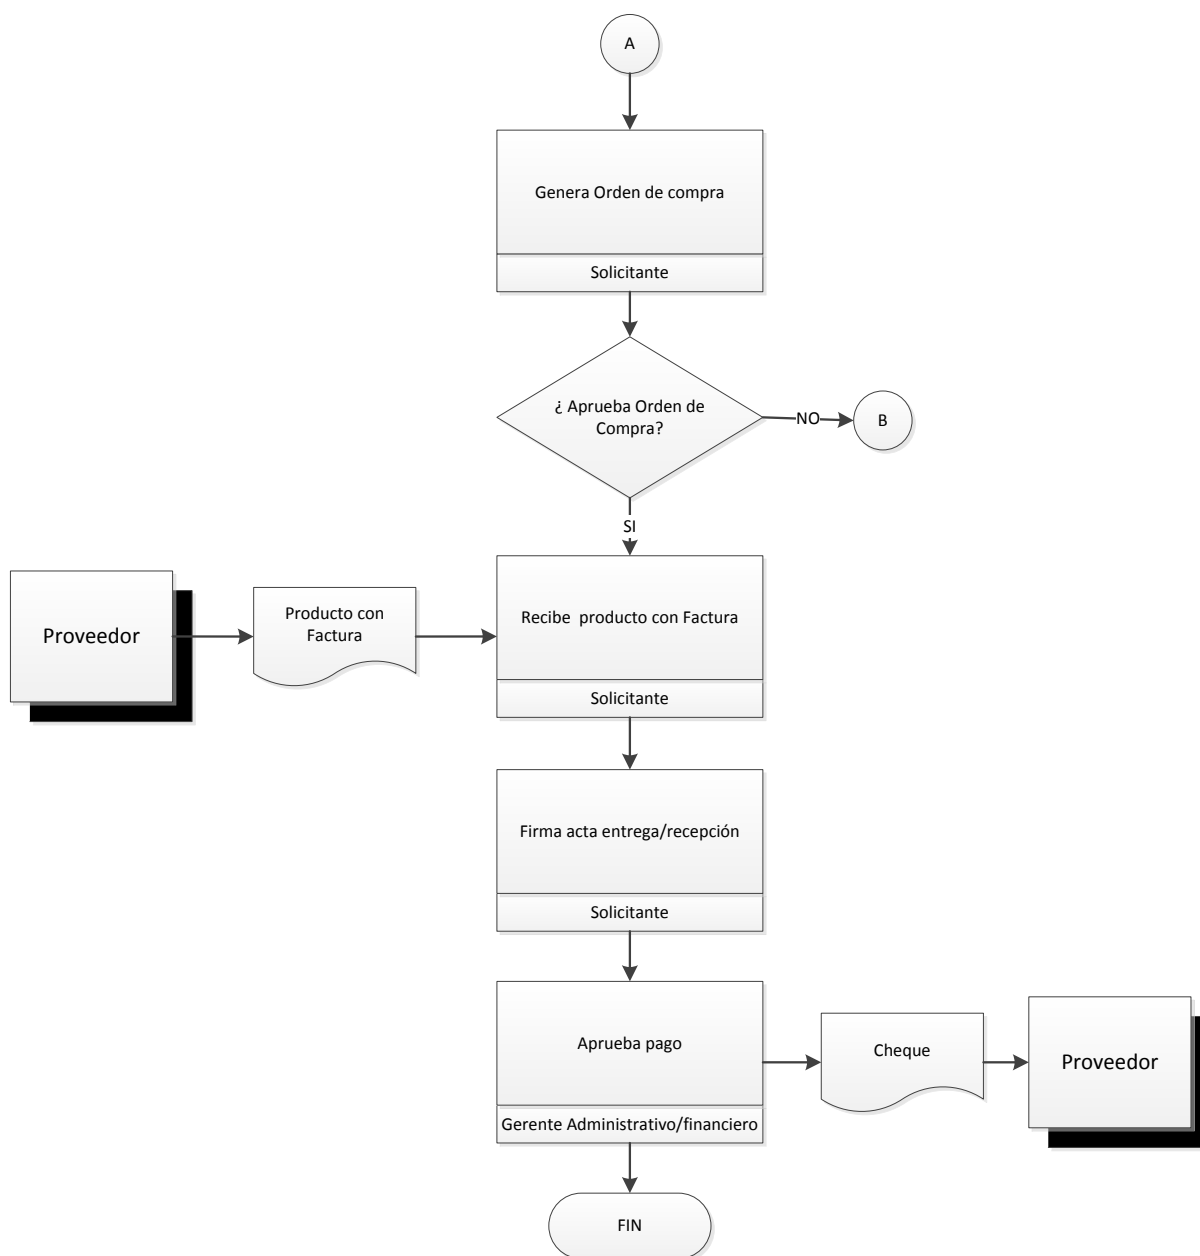 A
Genera Orden de compra
Solicitante
¿ Aprueba Orden de
Compra?
NO
B
SI
Proveedor
Producto con
Factura
Recibe  producto con Factura
Solicitante
Firma acta entrega/recepción
Solicitante
Aprueba pago
Gerente Administrativo/financiero
Cheque
Proveedor
FIN